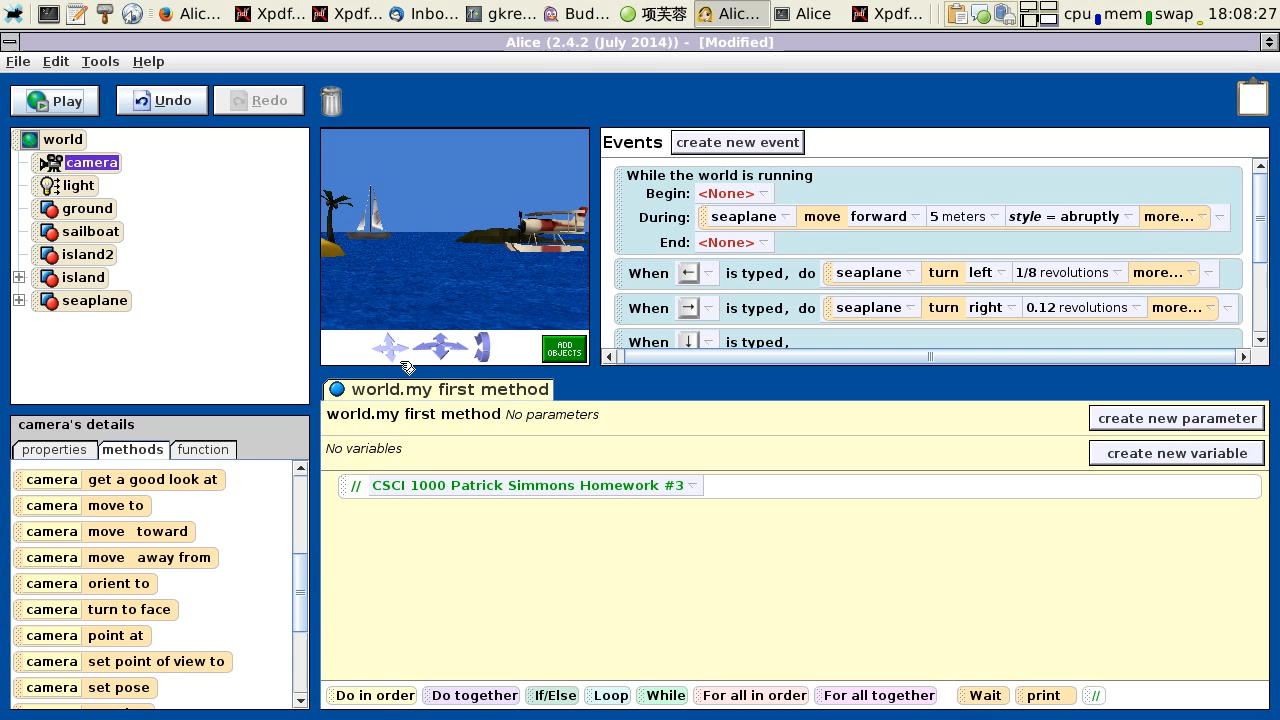 Alic... Xpdf... Xpdf... Inbo... gkre... Bud... 项芙蓉 Alic... Alice Xpdf... cpu mem swap 18:08:27
Alice (2.4.2 (July 2014)) - [Modified]
File Edit Tools Help
Play Undo Redo
world
camera
light
ground
sailboat
island2
island
seaplane
ADD OBJECTS
Events create new event
While the world is running
Begin: <None>
During: seaplane move forward 5 meters style = abruptly more...
End: <None>
When ← is typed, do seaplane turn left 1/8 revolutions more...
When → is typed, do seaplane turn right 0.12 revolutions more...
When ↓ is typed,
camera's details
properties methods function
camera get a good look at
camera move to
camera move toward
camera move away from
camera orient to
camera turn to face
camera point at
camera set point of view to
camera set pose
world.my first method
world.my first method No parameters create new parameter
No variables create new variable
// CSCI 1000 Patrick Simmons Homework #3
Do in order Do together If/Else Loop While For all in order For all together Wait print //